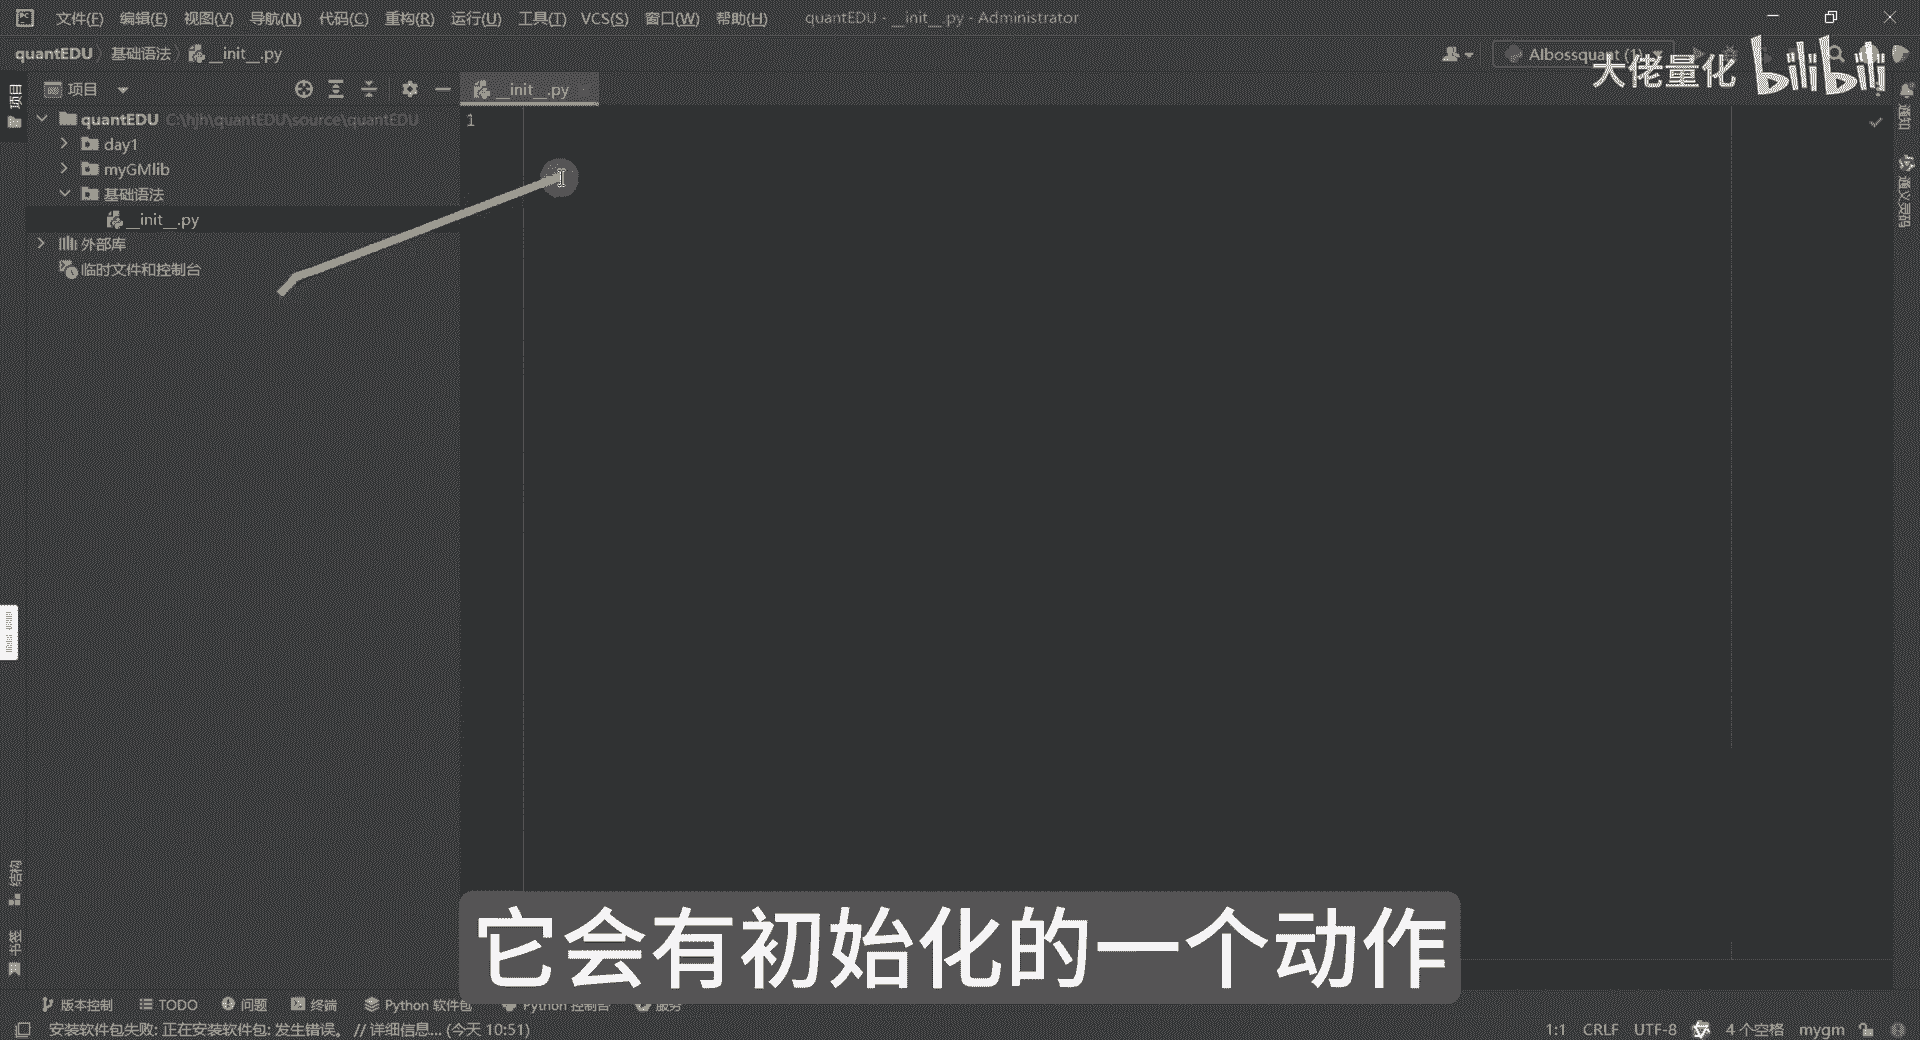 文件(F) 编辑(E) 视图(V) 导航(N) 代码(C) 重构(R) 运行(U) 工具(T) VCS(S) 窗口(W) 帮助(H) quantEDU - __init__.py - Administrator
quantEDU 基础语法 __init__.py
AIbossquant (1)
大佬量化 bilibili
项目
项目
__init__.py
通知
quantEDU C:\hjh\quantEDU\source\quantEDU
1
day1
myGMlib
基础语法
通义灵码
__init__.py
外部库
临时文件和控制台
结构
书签
它会有初始化的一个动作
版本控制 TODO 问题 终端 Python 软件包 Python 控制台 服务
安装软件包失败: 正在安装软件包: 发生错误。 // 详细信息... (今天 10:51)
1:1 CRLF UTF-8 4 个空格 mygm